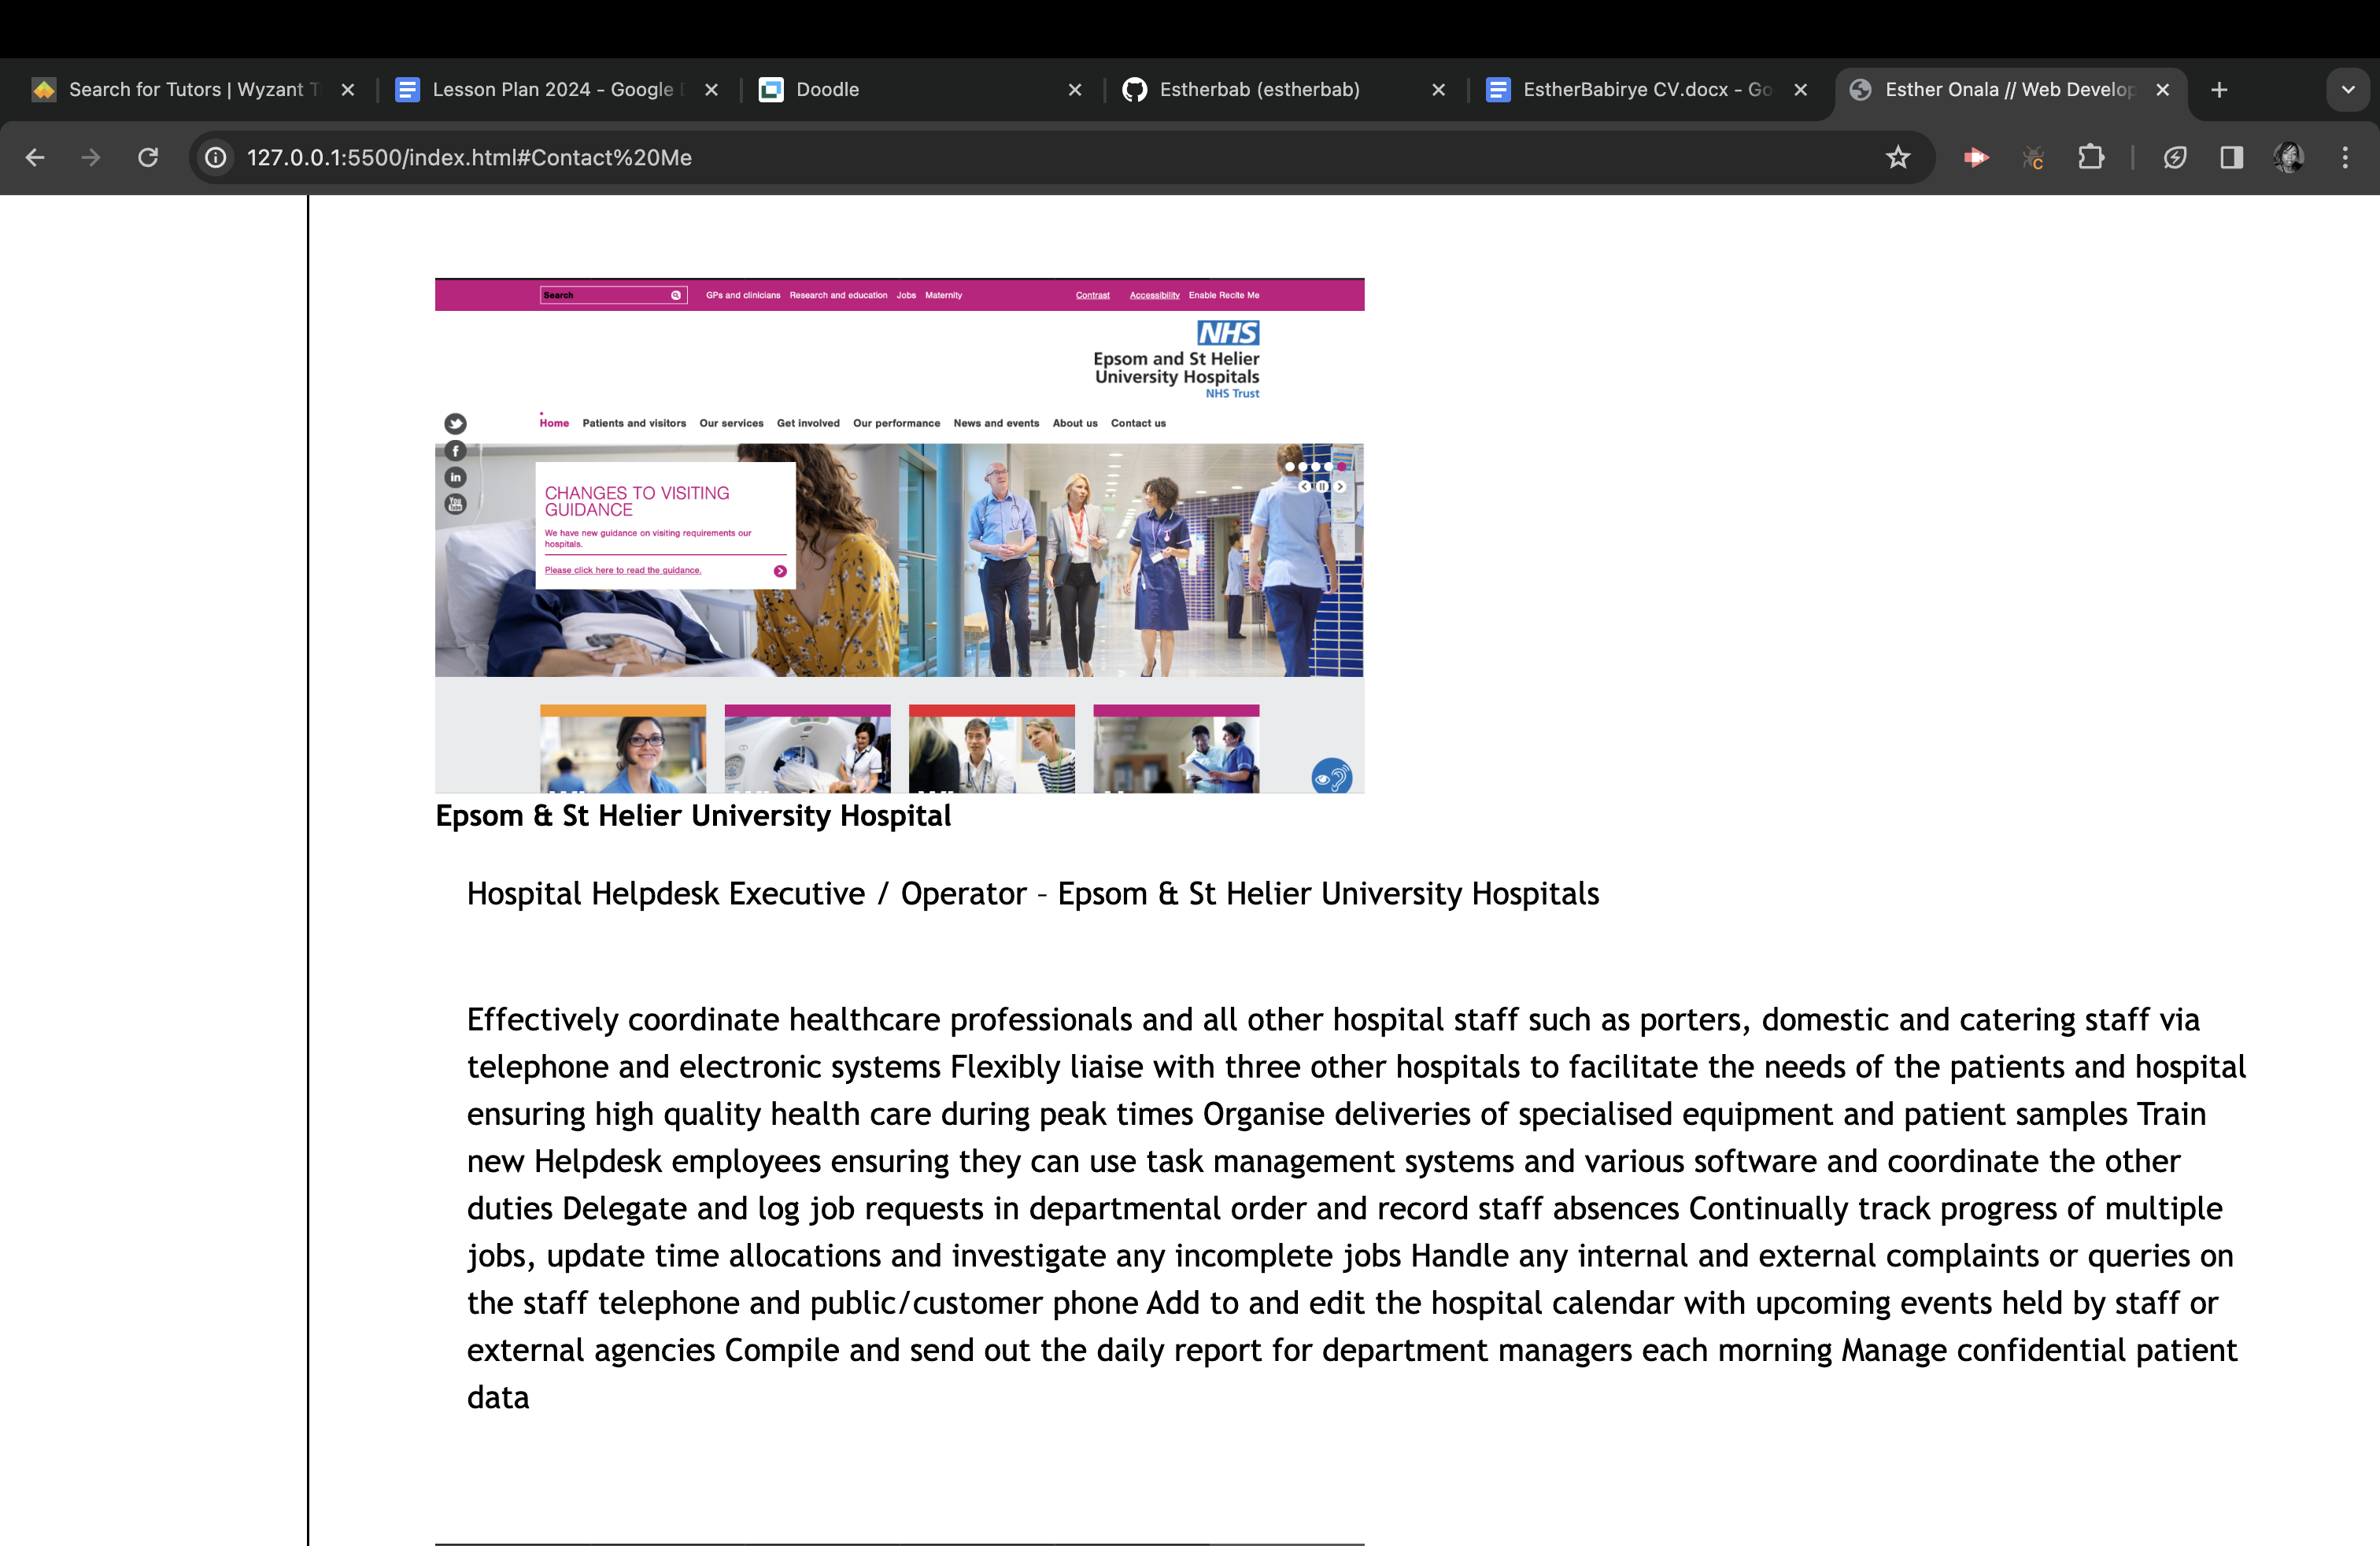 Search for Tutors | Wyzant T
Lesson Plan 2024 - Google
Doodle
Estherbab (estherbab)
EstherBabirye CV.docx - Go
Esther Onala // Web Develop
127.0.0.1:5500/index.html#Contact%20Me
Search GPs and clinicians Research and education Jobs Maternity Contrast Accessibility Enable Recite Me
NHS
Epsom and St Helier
University Hospitals
NHS Trust
Home Patients and visitors Our services Get involved Our performance News and events About us Contact us
CHANGES TO VISITING
GUIDANCE
We have new guidance on visiting requirements our
hospitals.
Please click here to read the guidance.
Epsom & St Helier University Hospital
Hospital Helpdesk Executive / Operator – Epsom & St Helier University Hospitals
Effectively coordinate healthcare professionals and all other hospital staff such as porters, domestic and catering staff via
telephone and electronic systems Flexibly liaise with three other hospitals to facilitate the needs of the patients and hospital
ensuring high quality health care during peak times Organise deliveries of specialised equipment and patient samples Train
new Helpdesk employees ensuring they can use task management systems and various software and coordinate the other
duties Delegate and log job requests in departmental order and record staff absences Continually track progress of multiple
jobs, update time allocations and investigate any incomplete jobs Handle any internal and external complaints or queries on
the staff telephone and public/customer phone Add to and edit the hospital calendar with upcoming events held by staff or
external agencies Compile and send out the daily report for department managers each morning Manage confidential patient
data